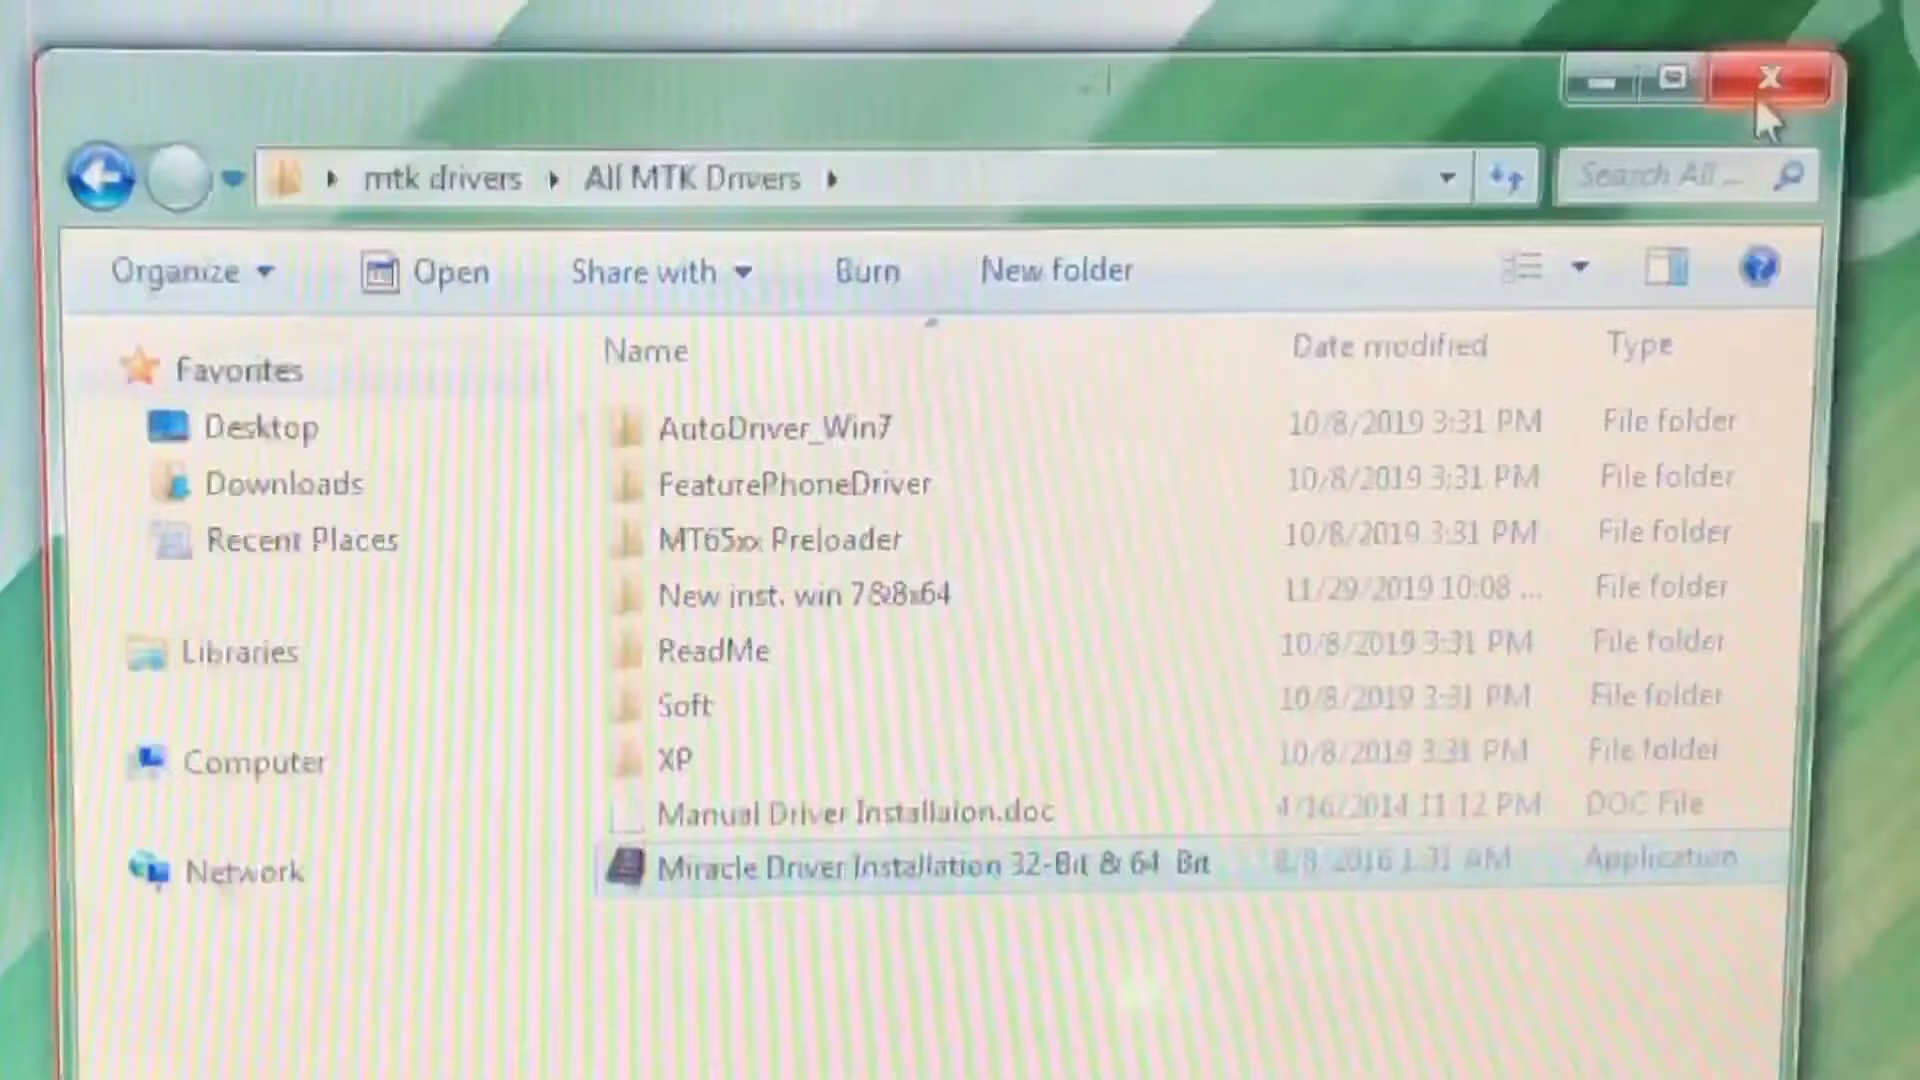 mtk drivers All MTK Drivers Search All ...
Organize Open Share with Burn New folder
Favorites
Desktop
Downloads
Recent Places
Libraries
Computer
Network
Name Date modified Type
AutoDriver_Win7 10/8/2019 3:31 PM File folder
FeaturePhoneDriver 10/8/2019 3:31 PM File folder
MT65xx Preloader 10/8/2019 3:31 PM File folder
New inst. win 7&8x64 11/29/2019 10:08 ... File folder
ReadMe 10/8/2019 3:31 PM File folder
Soft 10/8/2019 3:31 PM File folder
XP 10/8/2019 3:31 PM File folder
Manual Driver Installaion.doc 4/16/2014 11:12 PM DOC File
Miracle Driver Installation 32-Bit & 64 Bit 8/8/2016 1:31 AM Application